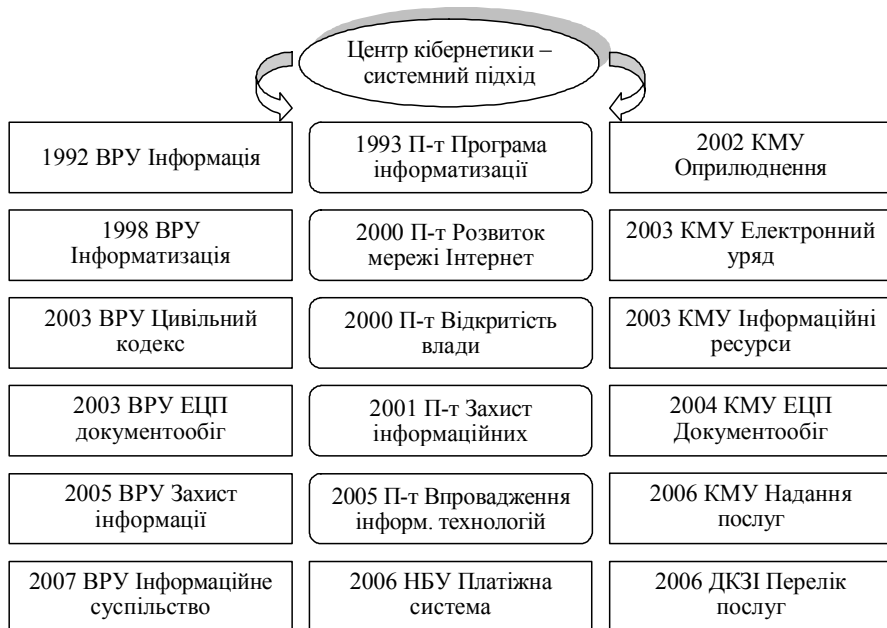 Центр кібернетики –
системний підхід
1992 ВРУ Інформація
1993 П-т Програма
інформатизації
2002 КМУ
Оприлюднення
1998 ВРУ
Інформатизація
2000 П-т Розвиток
мережі Інтернет
2003 КМУ Електронний
уряд
2003 ВРУ Цивільний
кодекс
2000 П-т Відкритість
влади
2003 КМУ Інформаційні
ресурси
2003 ВРУ ЕЦП
документообіг
2001 П-т Захист
інформаційних
2004 КМУ ЕЦП
Документообіг
2005 ВРУ Захист
інформації
2005 П-т Впровадження
інформ. технологій
2006 КМУ Надання
послуг
2007 ВРУ Інформаційне
суспільство
2006 НБУ Платіжна
система
2006 ДКЗІ Перелік
послуг